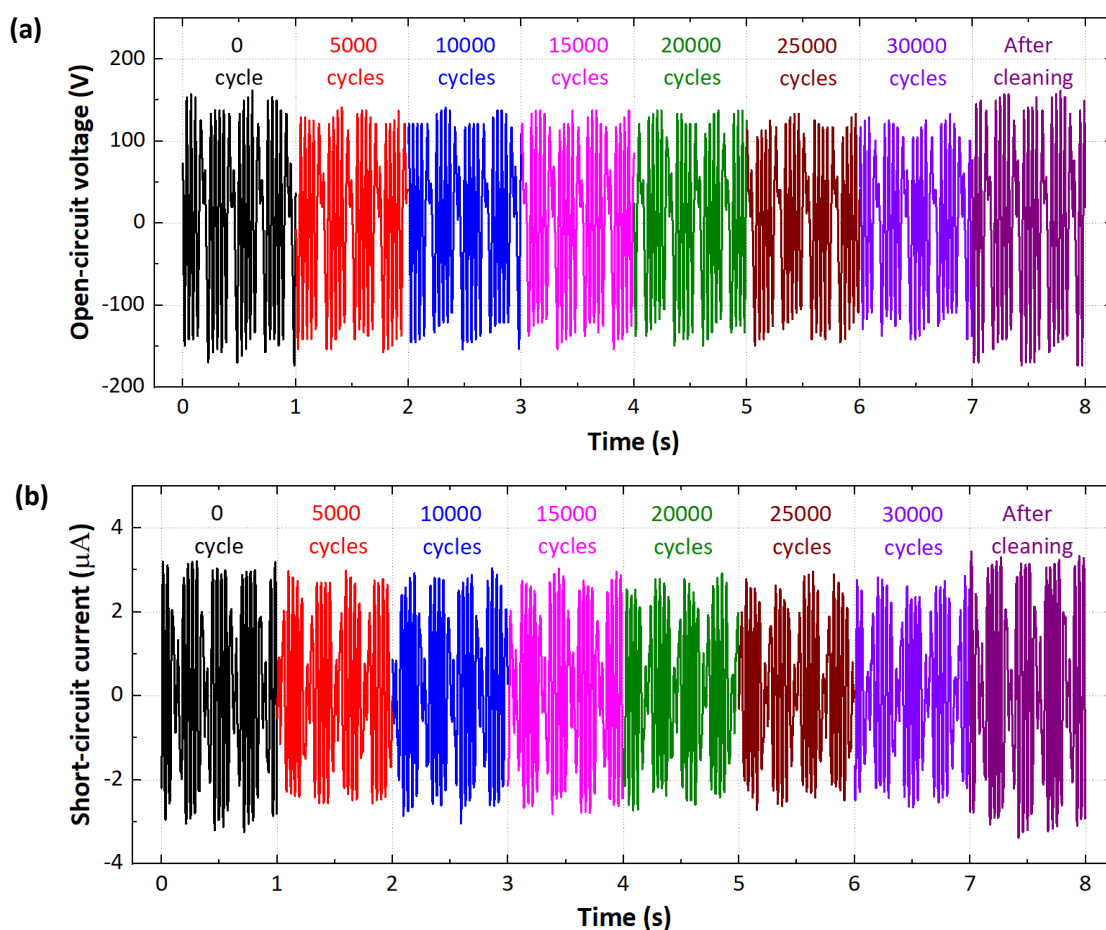 (a)
0 5000 10000 15000 20000 25000 30000 After
cycle cycles cycles cycles cycles cycles cycles cleaning
Open-circuit voltage (V)
200
100
0
-100
-200
0 1 2 3 4 5 6 7 8
Time (s)
(b)
0 5000 10000 15000 20000 25000 30000 After
cycle cycles cycles cycles cycles cycles cycles cleaning
Short-circuit current (μA)
4
2
0
-2
-4
0 1 2 3 4 5 6 7 8
Time (s)